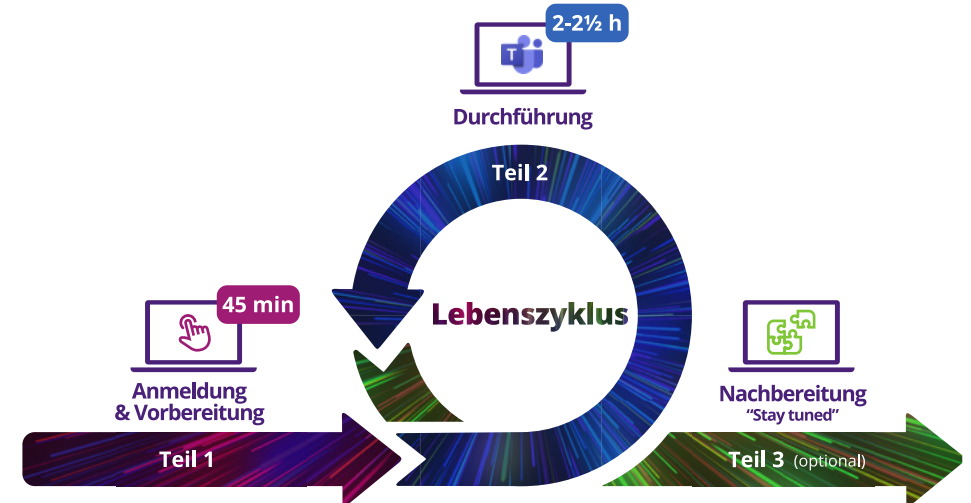 2-2½ h
T
Durchführung
Teil 2
Lebenszyklus
45 min
Anmeldung
& Vorbereitung
Teil 1
Nachbereitung
“Stay tuned”
Teil 3 (optional)